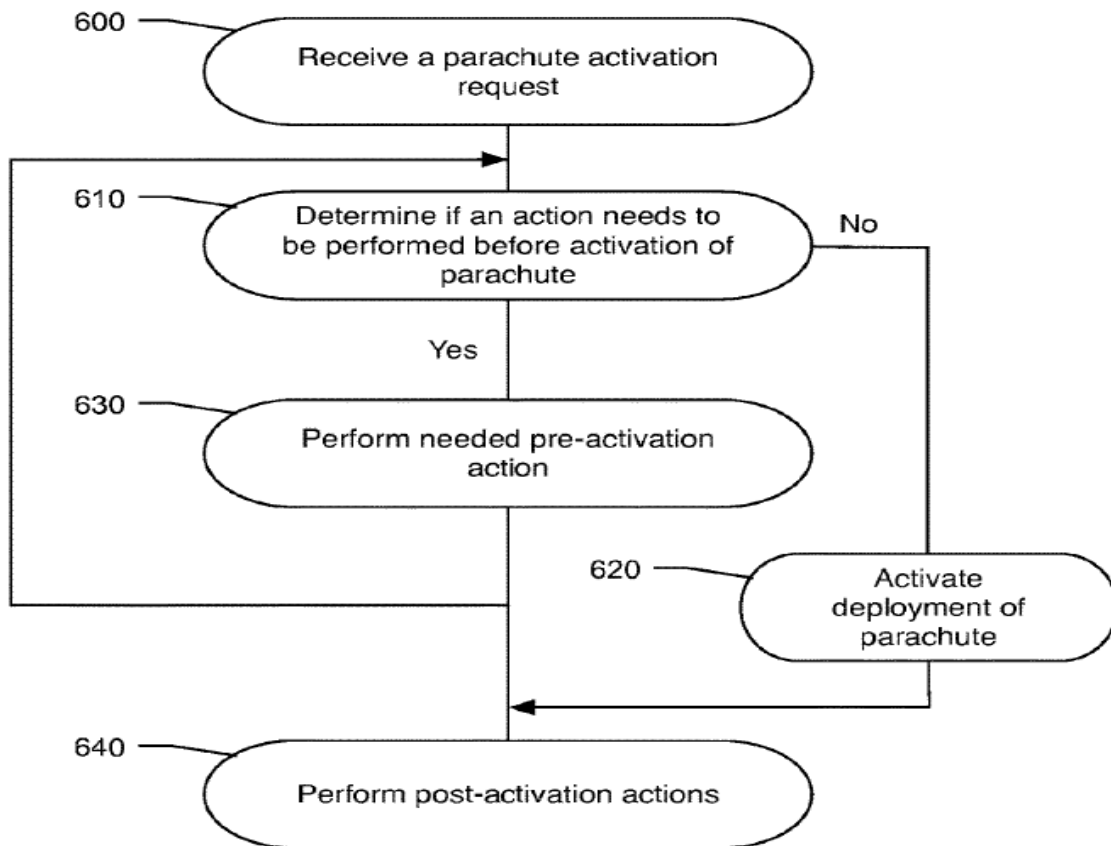 600
Receive a parachute activation
request
610
Determine if an action needs to
be performed before activation of
parachute
No
Yes
630
Perform needed pre-activation
action
620
Activate
deployment of
parachute
640
Perform post-activation actions